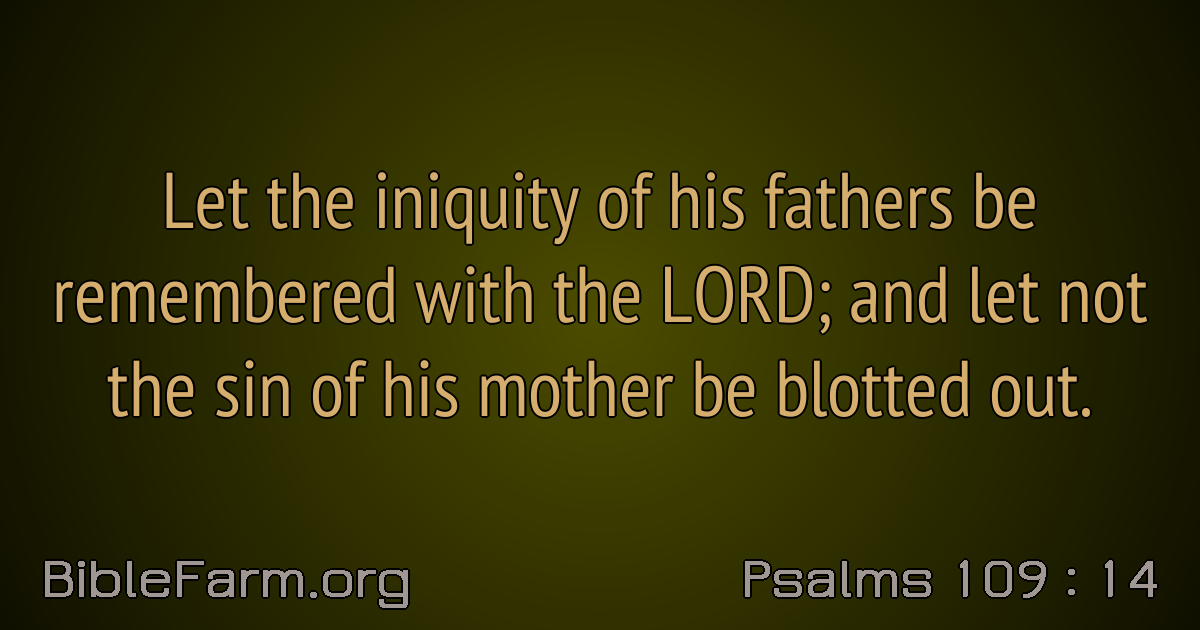 Let the iniquity of his fathers be
remembered with the LORD; and let not
the sin of his mother be blotted out.
BibleFarm.org
Psalms 109 : 14